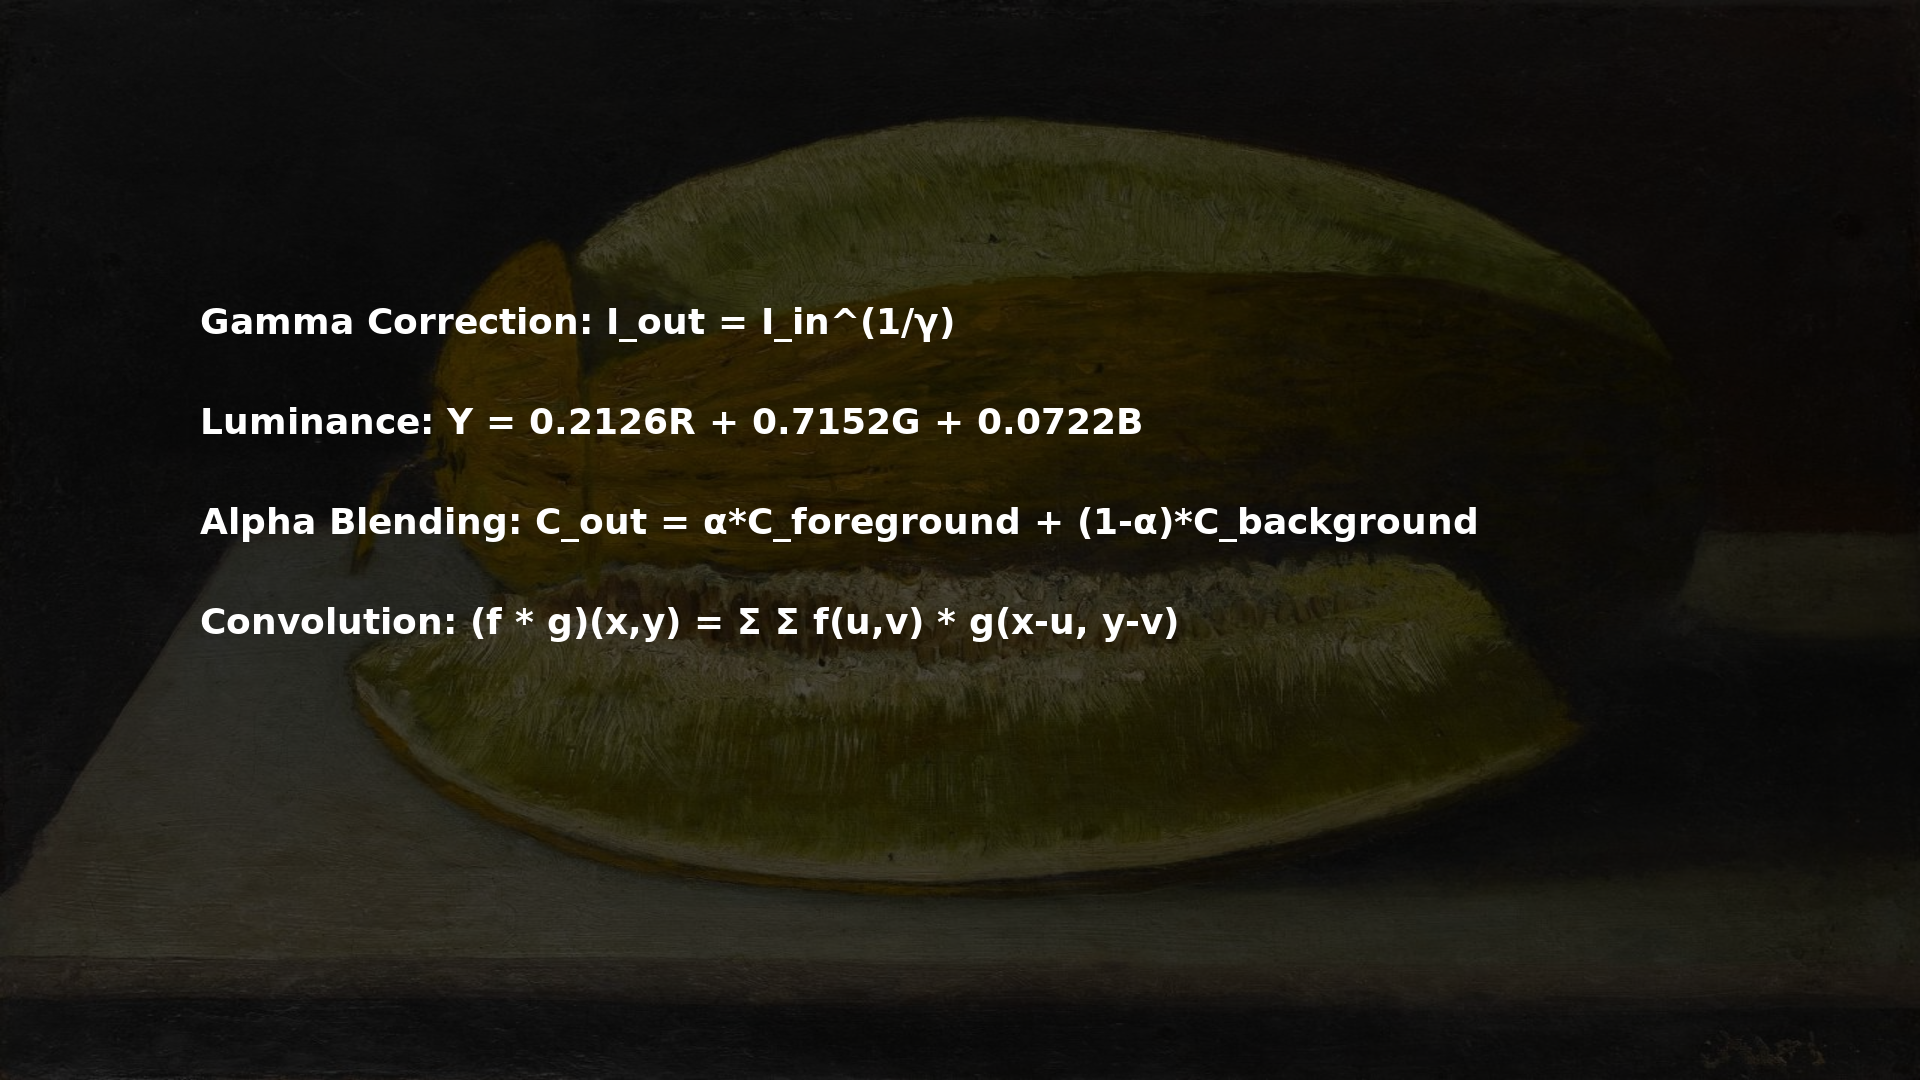 Gamma Correction: I_out = I_in^(1/γ)
Luminance: Y = 0.2126R + 0.7152G + 0.0722B
Alpha Blending: C_out = α*C_foreground + (1-α)*C_background
Convolution: (f * g)(x,y) = Σ Σ f(u,v) * g(x-u, y-v)